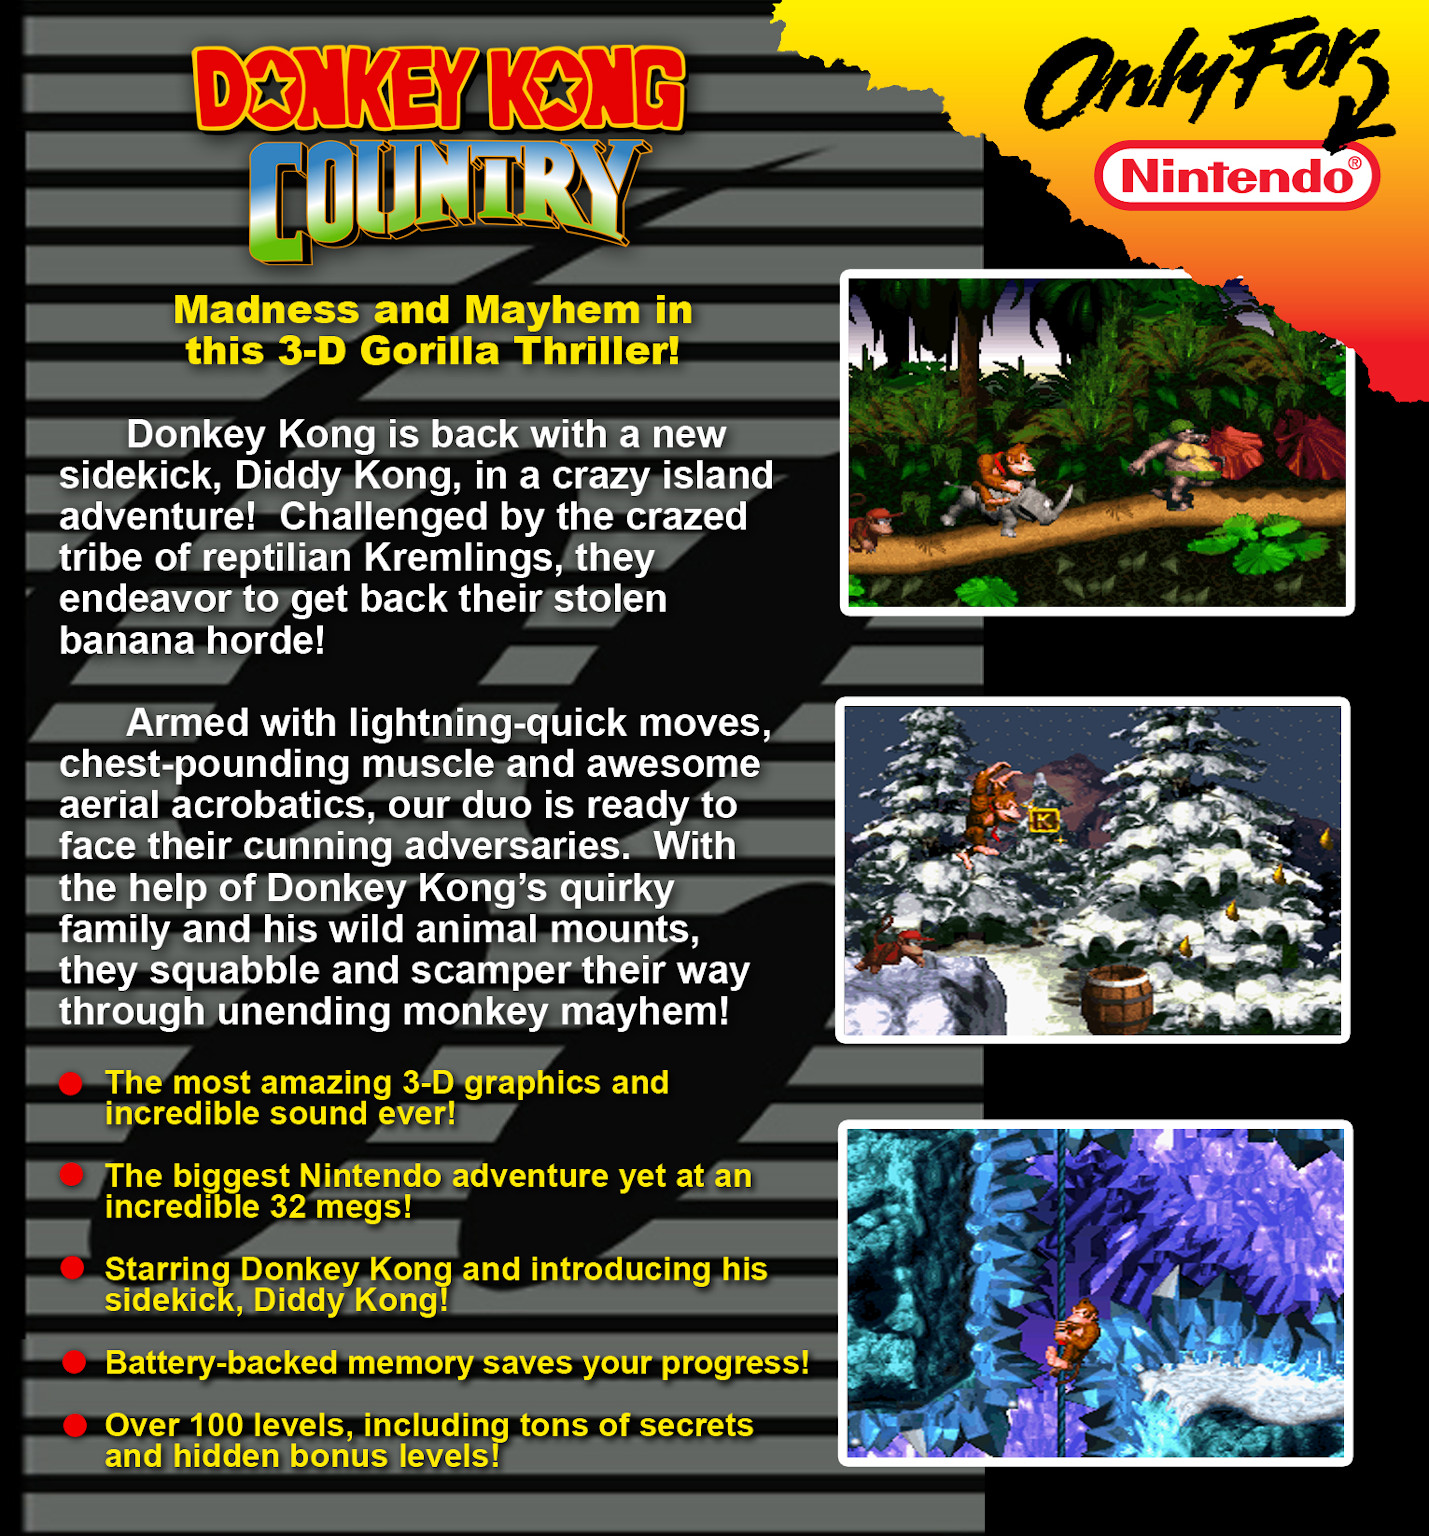 DONKEY KONG
COUNTRY
Only For
Nintendo®
Madness and Mayhem in
this 3-D Gorilla Thriller!
Donkey Kong is back with a new
sidekick, Diddy Kong, in a crazy island
adventure!  Challenged by the crazed
tribe of reptilian Kremlings, they
endeavor to get back their stolen
banana horde!
Armed with lightning-quick moves,
chest-pounding muscle and awesome
aerial acrobatics, our duo is ready to
face their cunning adversaries.  With
the help of Donkey Kong’s quirky
family and his wild animal mounts,
they squabble and scamper their way
through unending monkey mayhem!
K
The most amazing 3-D graphics and
incredible sound ever!
The biggest Nintendo adventure yet at an
incredible 32 megs!
Starring Donkey Kong and introducing his
sidekick, Diddy Kong!
Battery-backed memory saves your progress!
Over 100 levels, including tons of secrets
and hidden bonus levels!